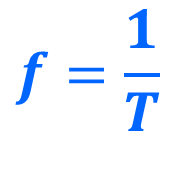 f = 1/T